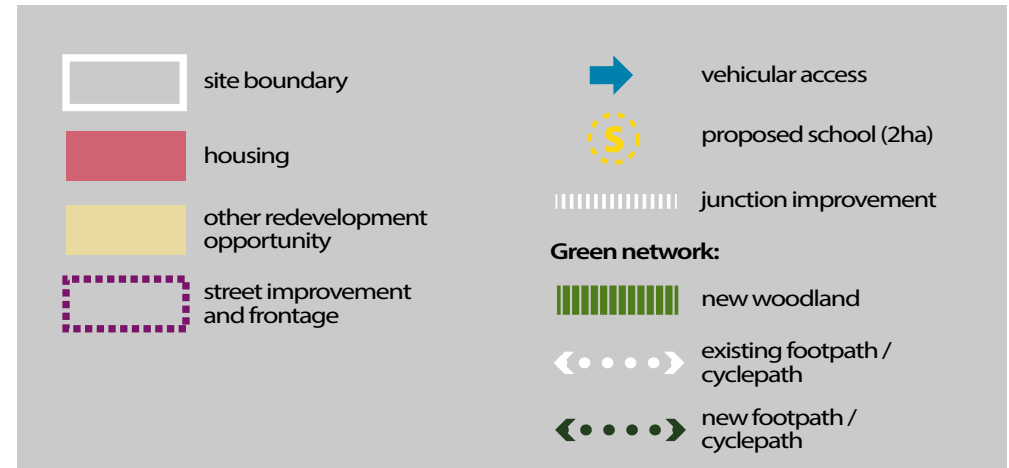 site boundary
housing
other redevelopment
opportunity
street improvement
and frontage
vehicular access
S
proposed school (2ha)
junction improvement
Green network:
new woodland
existing footpath /
cyclepath
new footpath /
cyclepath